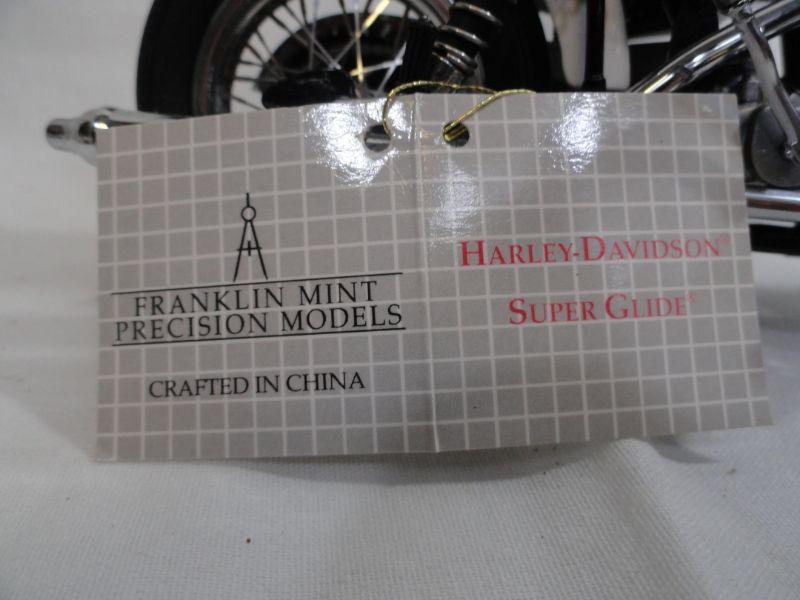 FRANKLIN MINT
PRECISION MODELS
CRAFTED IN CHINA
HARLEY-DAVIDSON®
SUPER GLIDE®